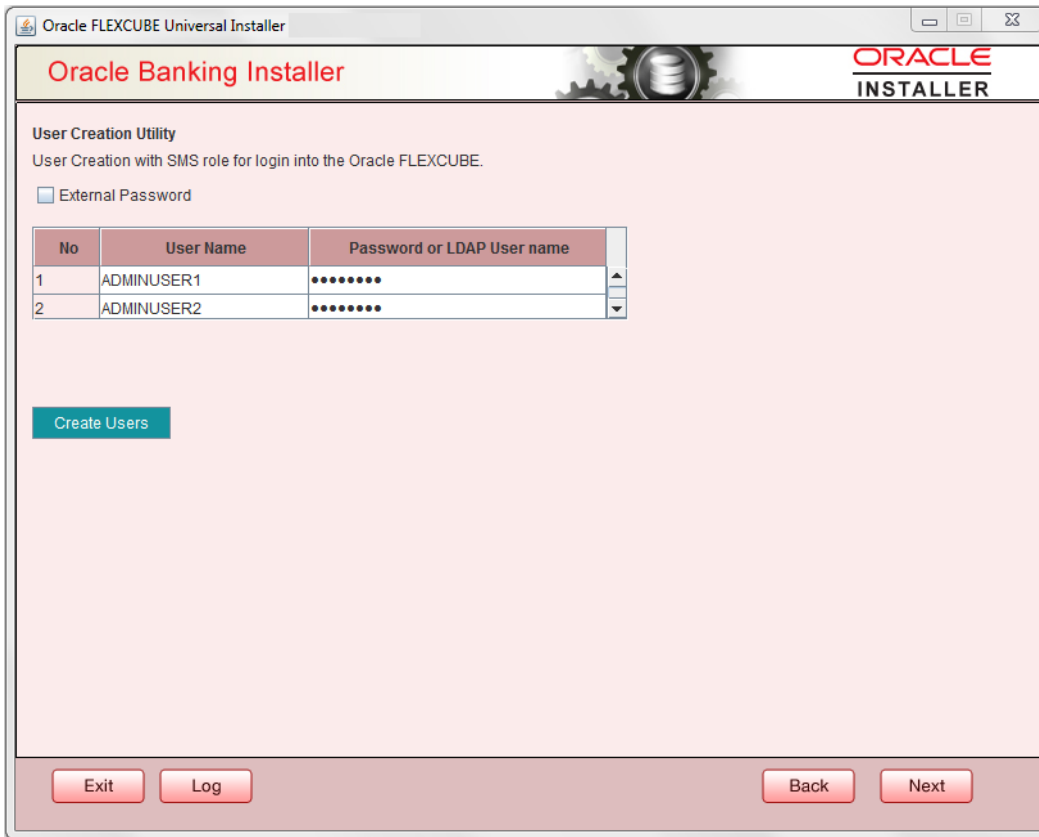 Oracle FLEXCUBE Universal Installer
Oracle Banking Installer
ORACLE
INSTALLER
User Creation Utility
User Creation with SMS role for login into the Oracle FLEXCUBE.
External Password
No User Name Password or LDAP User name
1 ADMINUSER1 ••••••••
2 ADMINUSER2 ••••••••
Create Users
Exit Log Back Next